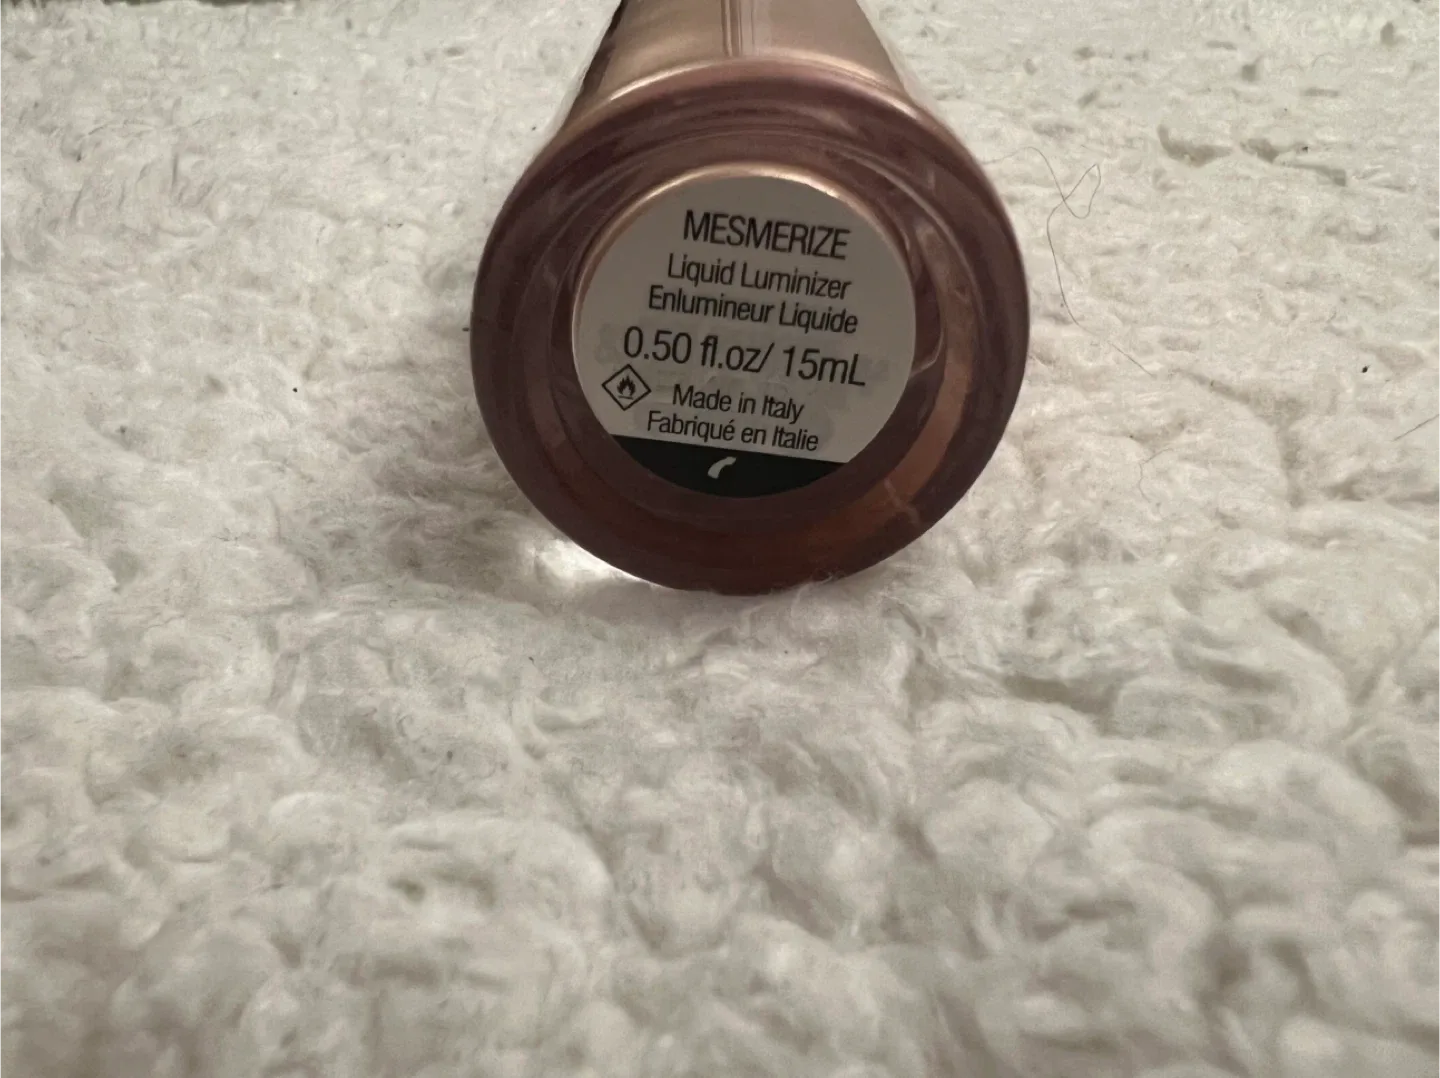 MESMERIZE
Liquid Luminizer
Enlumineur Liquide
0.50 fl.oz/ 15mL
Made in Italy
Fabriqué en Italie